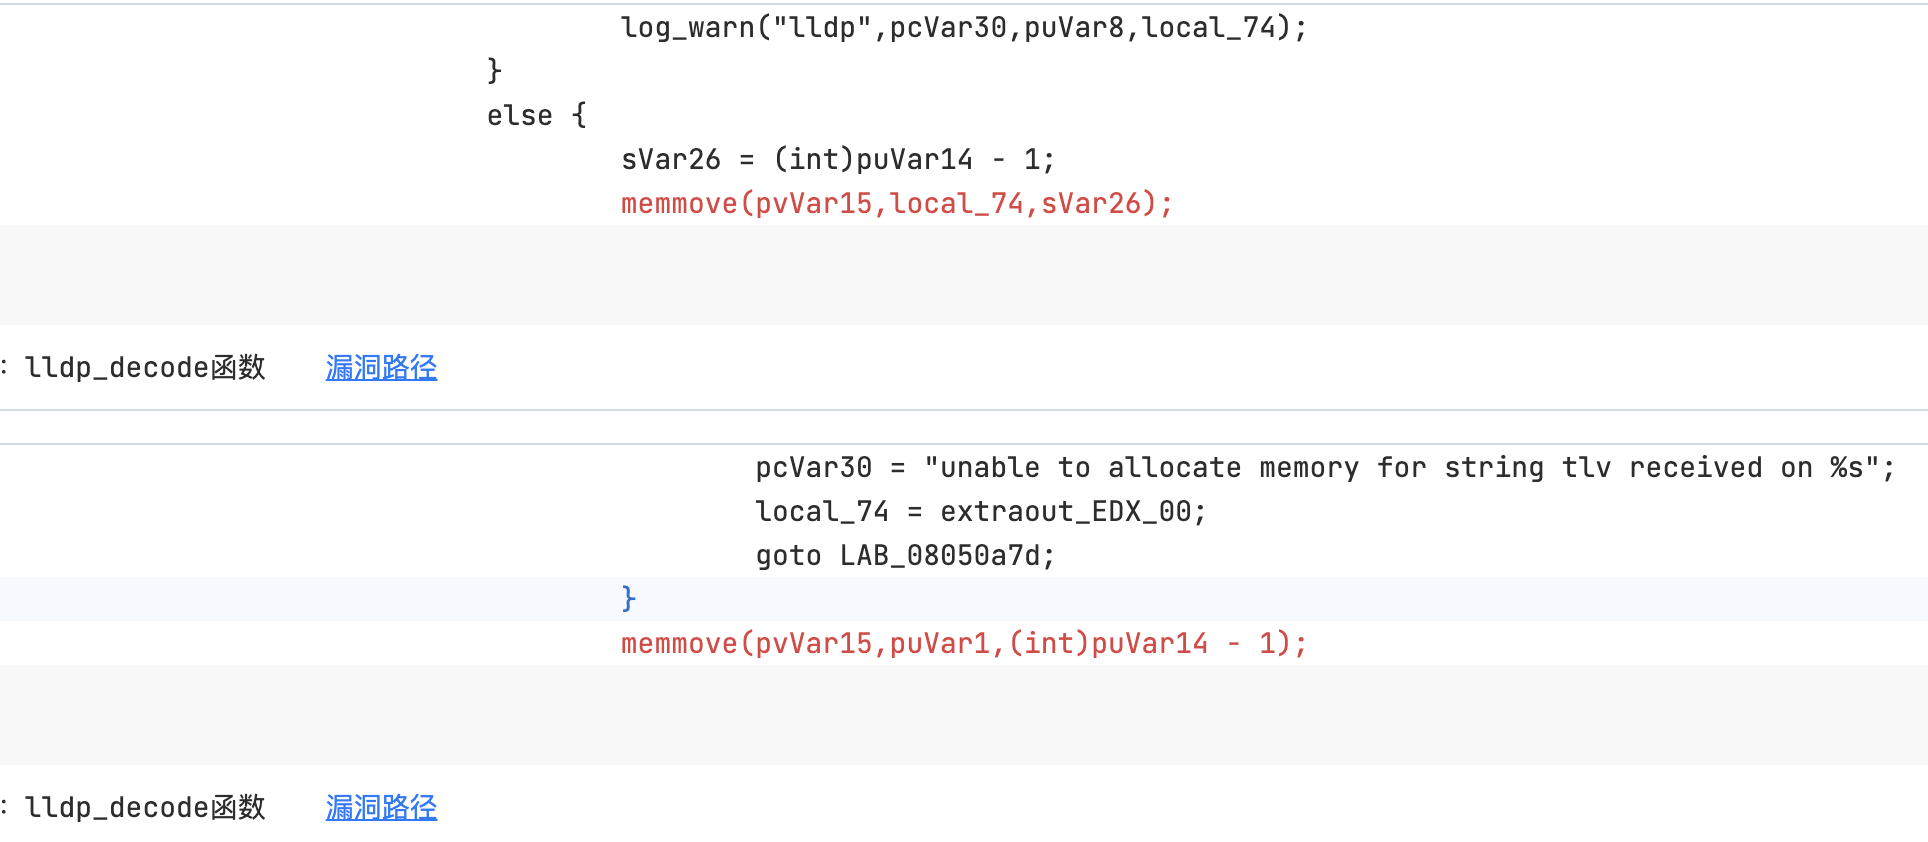 log_warn("lldp",pcVar30,puVar8,local_74);
}
else {
sVar26 = (int)puVar14 - 1;
memmove(pvVar15,local_74,sVar26);
: lldp_decode函数 漏洞路径
pcVar30 = "unable to allocate memory for string tlv received on %s";
local_74 = extraout_EDX_00;
goto LAB_08050a7d;
}
memmove(pvVar15,puVar1,(int)puVar14 - 1);
: lldp_decode函数 漏洞路径